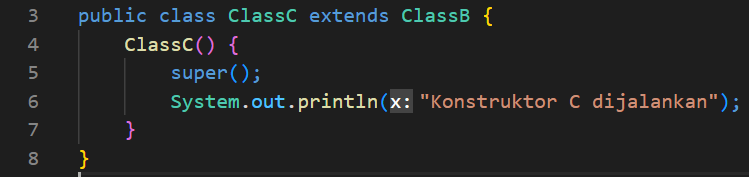 3 public class ClassC extends ClassB {
4 ClassC() {
5 super();
6 System.out.println(x: "Konstruktor C dijalankan");
7 }
8 }